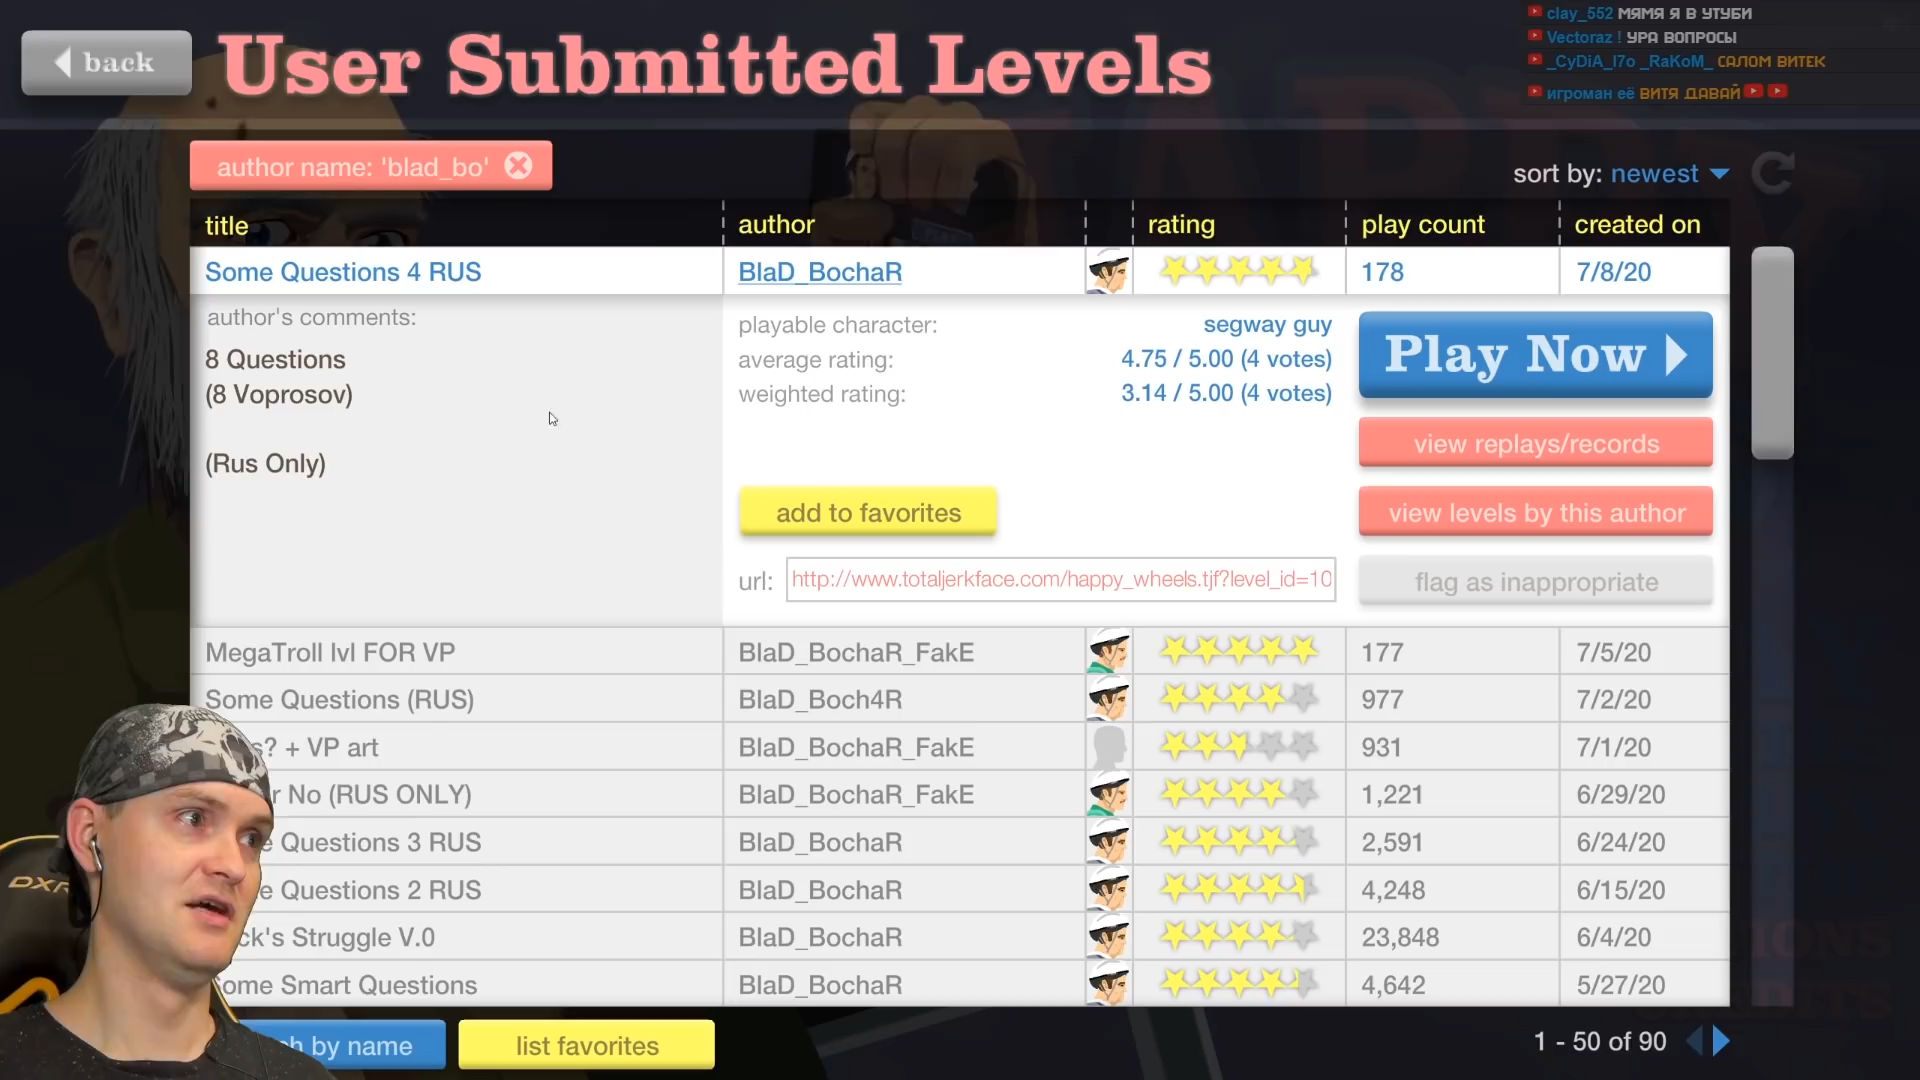 back
User Submitted Levels
clay_552 МЯМЯ Я В УТУБИ
Vectoraz ! УРА ВОПРОСЫ
_CyDiA_I7o _RaKoM_ САЛОМ ВИТЕК
игроман её ВИТЯ ДАВАЙ
author name: 'blad_bo'
sort by: newest
title author rating play count created on
Some Questions 4 RUS BlaD_BochaR 178 7/8/20
author's comments:
8 Questions
(8 Voprosov)
(Rus Only)
playable character: segway guy
average rating: 4.75 / 5.00 (4 votes)
weighted rating: 3.14 / 5.00 (4 votes)
add to favorites
url: http://www.totaljerkface.com/happy_wheels.tjf?level_id=10
Play Now
view replays/records
view levels by this author
flag as inappropriate
MegaTroll lvl FOR VP BlaD_BochaR_FakE 177 7/5/20
Some Questions (RUS) BlaD_Boch4R 977 7/2/20
s? + VP art BlaD_BochaR_FakE 931 7/1/20
r No (RUS ONLY) BlaD_BochaR_FakE 1,221 6/29/20
e Questions 3 RUS BlaD_BochaR 2,591 6/24/20
e Questions 2 RUS BlaD_BochaR 4,248 6/15/20
ck's Struggle V.0 BlaD_BochaR 23,848 6/4/20
Some Smart Questions BlaD_BochaR 4,642 5/27/20
DXR
by name
list favorites
1 - 50 of 90